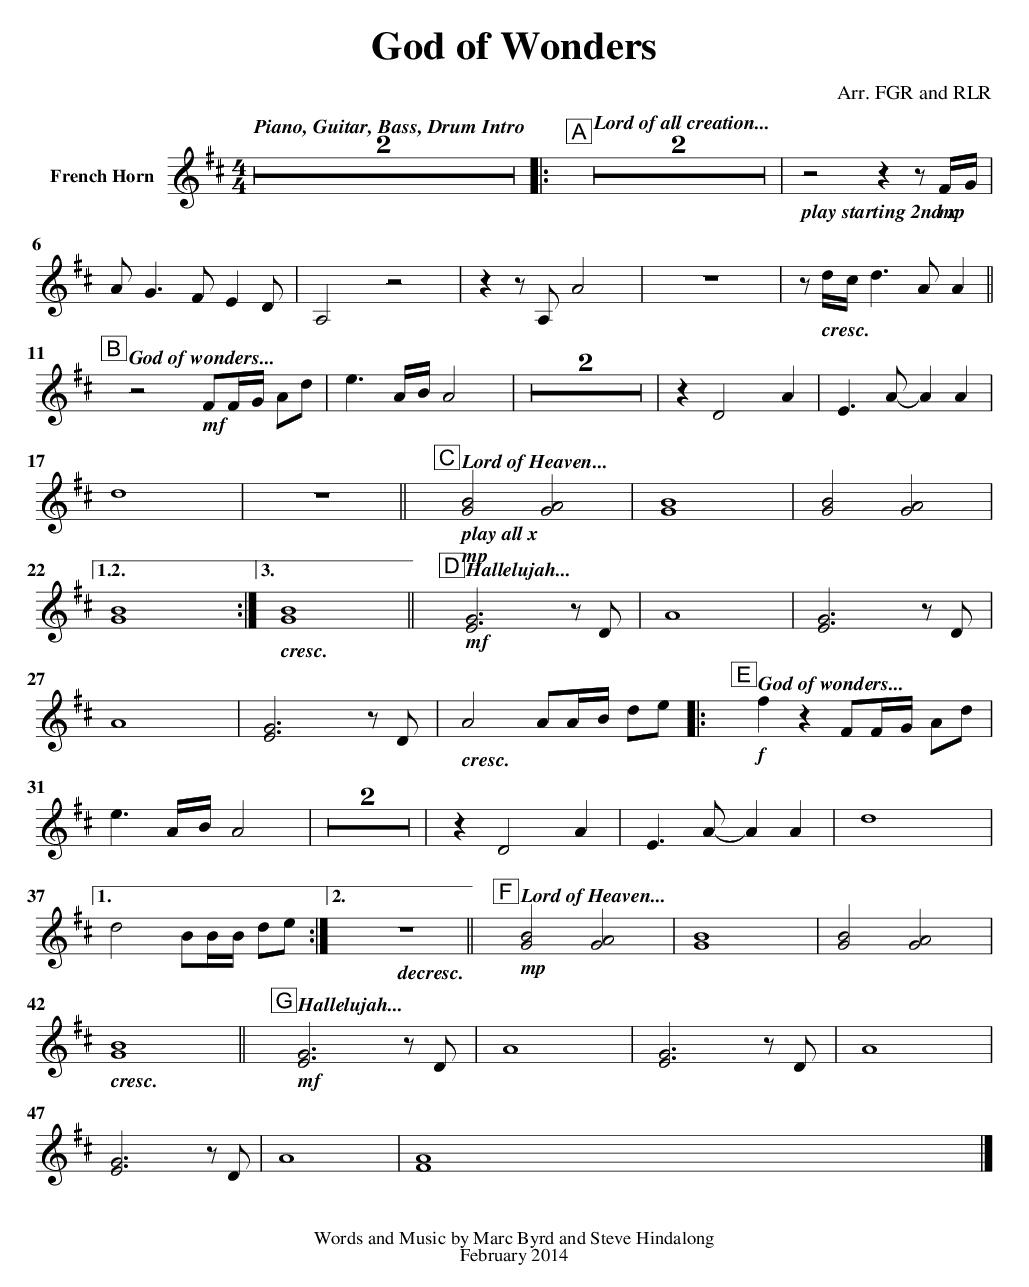 God of Wonders
Arr. FGR and RLR
Piano, Guitar, Bass, Drum Intro
A Lord of all creation...
2 2
French Horn
4
4
play starting 2nd x mp
6
cresc.
11
B God of wonders...
2
mf
17
C Lord of Heaven...
play all x
mp
22
1.2. 3.
D Hallelujah...
cresc. mf
27
E God of wonders...
cresc. f
31
2
37
1. 2.
F Lord of Heaven...
decresc. mp
42
G Hallelujah...
cresc. mf
47
Words and Music by Marc Byrd and Steve Hindalong
February 2014